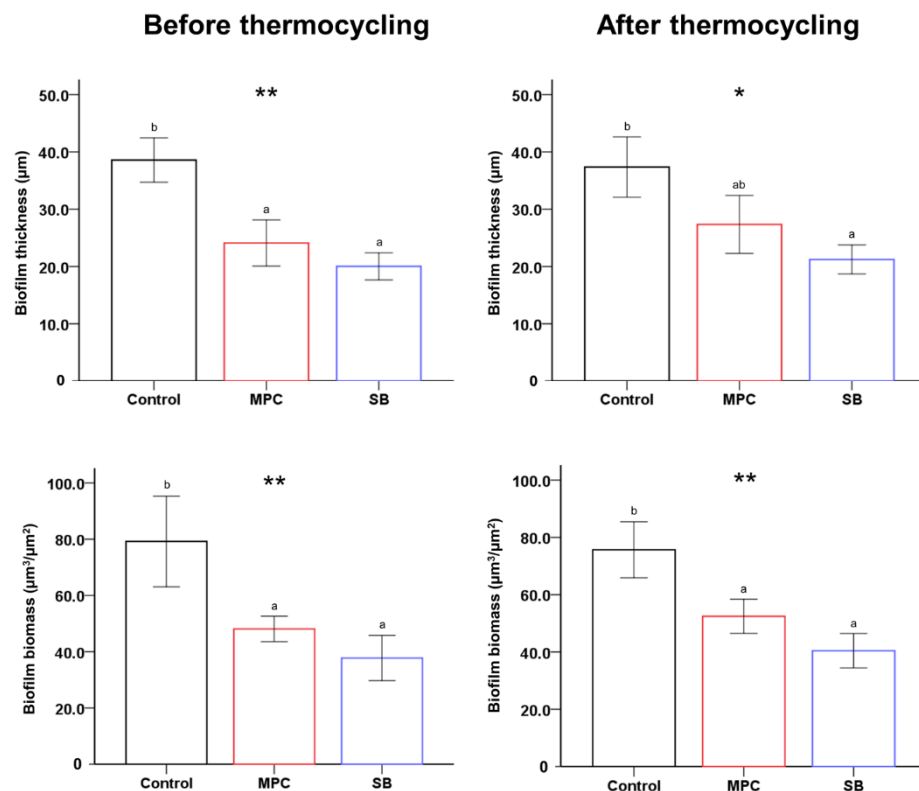 Before thermocycling
After thermocycling
Biofilm thickness (µm)
50.0
40.0
30.0
20.0
10.0
0
**
b
a
a
Control MPC SB
Biofilm thickness (µm)
50.0
40.0
30.0
20.0
10.0
0
*
b
ab
a
Control MPC SB
Biofilm biomass (µm³/µm²)
100.0
80.0
60.0
40.0
20.0
0
**
b
a
a
Control MPC SB
Biofilm biomass (µm³/µm²)
100.0
80.0
60.0
40.0
20.0
0
**
b
a
a
Control MPC SB